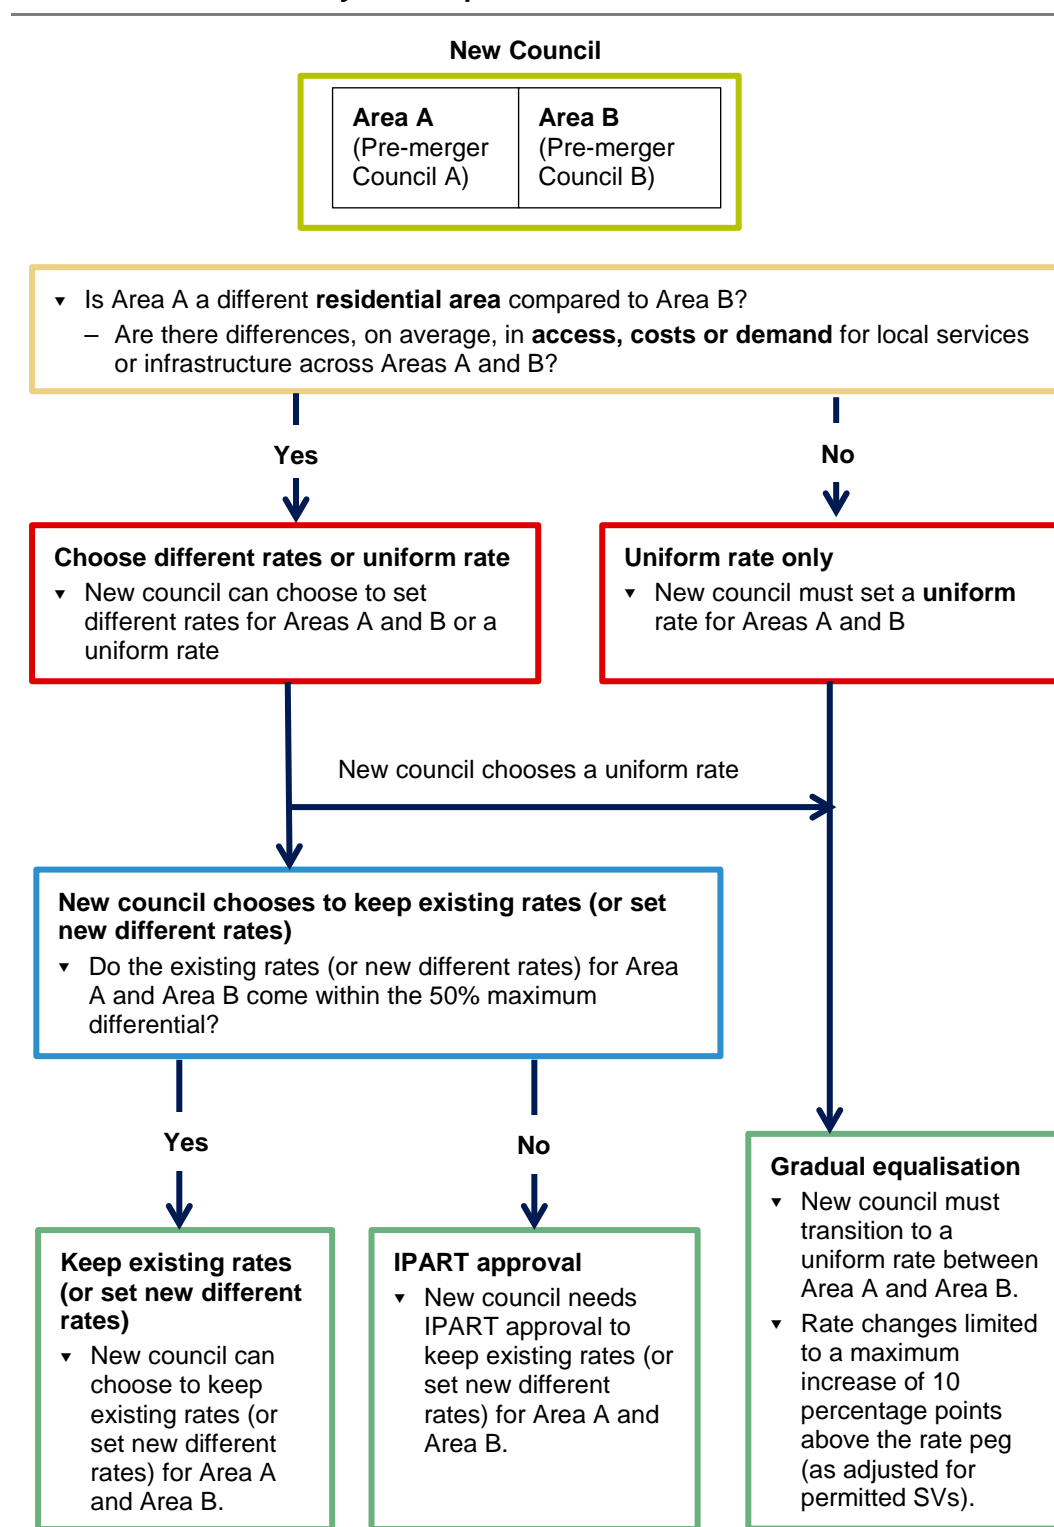 New Council
Area A
(Pre-merger
Council A)
Area B
(Pre-merger
Council B)
▼ Is Area A a different residential area compared to Area B?
– Are there differences, on average, in access, costs or demand for local services
or infrastructure across Areas A and B?
Yes
No
Choose different rates or uniform rate
▼ New council can choose to set
different rates for Areas A and B or a
uniform rate
Uniform rate only
▼ New council must set a uniform
rate for Areas A and B
New council chooses a uniform rate
New council chooses to keep existing rates (or set
new different rates)
▼ Do the existing rates (or new different rates) for Area
A and Area B come within the 50% maximum
differential?
Yes
No
Keep existing rates
(or set new different
rates)
▼ New council can
choose to keep
existing rates (or
set new different
rates) for Area A
and Area B.
IPART approval
▼ New council needs
IPART approval to
keep existing rates (or
set new different
rates) for Area A and
Area B.
Gradual equalisation
▼ New council must
transition to a
uniform rate between
Area A and Area B.
▼ Rate changes limited
to a maximum
increase of 10
percentage points
above the rate peg
(as adjusted for
permitted SVs).